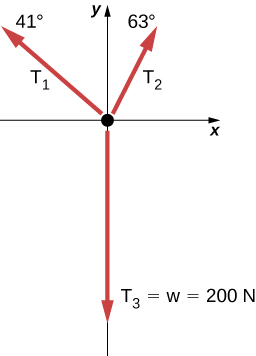 y
41° 63°
T₁ T₂
x
T₃ = w = 200 N